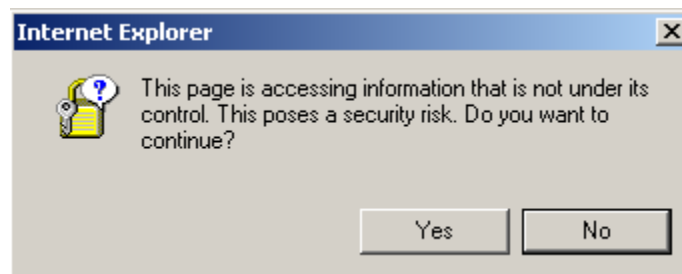 Internet Explorer
This page is accessing information that is not under its
control. This poses a security risk. Do you want to
continue?
Yes
No